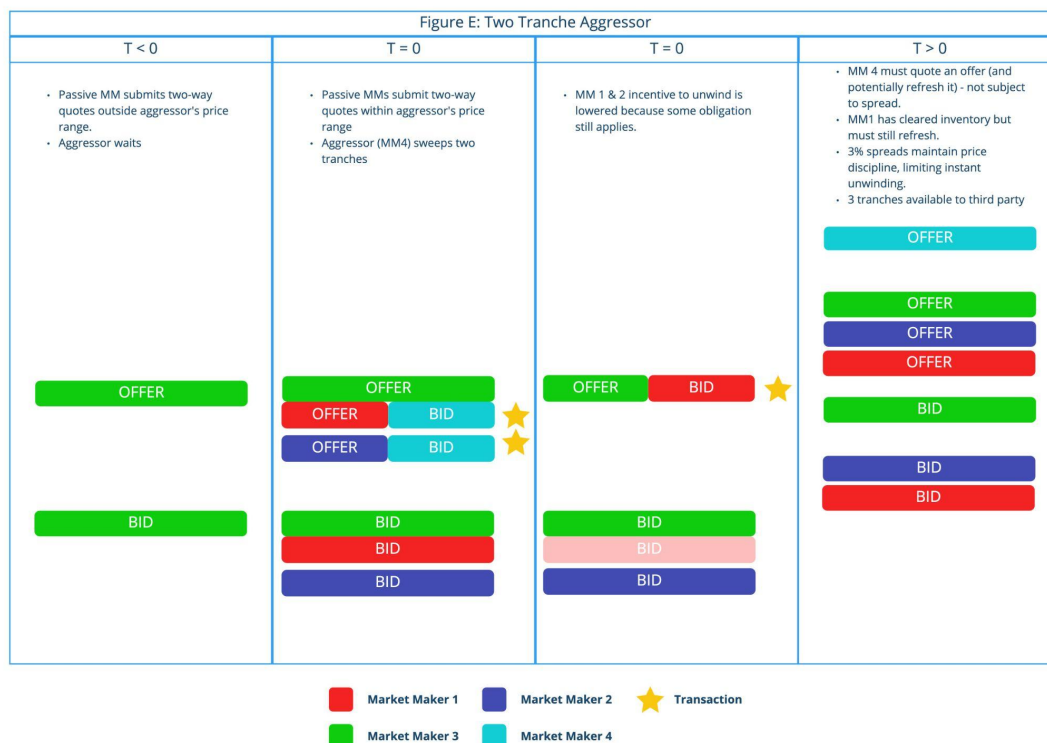 Figure E: Two Tranche Aggressor
T < 0
T = 0
T = 0
T > 0
• Passive MM submits two-way
quotes outside aggressor's price
range.
• Aggressor waits
• Passive MMs submit two-way
quotes within aggressor's price
range
• Aggressor (MM4) sweeps two
tranches
• MM 1 & 2 incentive to unwind is
lowered because some obligation
still applies.
• MM 4 must quote an offer (and
potentially refresh it) - not subject
to spread.
• MM1 has cleared inventory but
must still refresh.
• 3% spreads maintain price
discipline, limiting instant
unwinding.
• 3 tranches available to third party
OFFER
BID
OFFER
OFFER BID
OFFER BID
BID
BID
BID
OFFER BID
BID
BID
BID
OFFER
OFFER
OFFER
OFFER
BID
BID
BID
Market Maker 1
Market Maker 2
Transaction
Market Maker 3
Market Maker 4